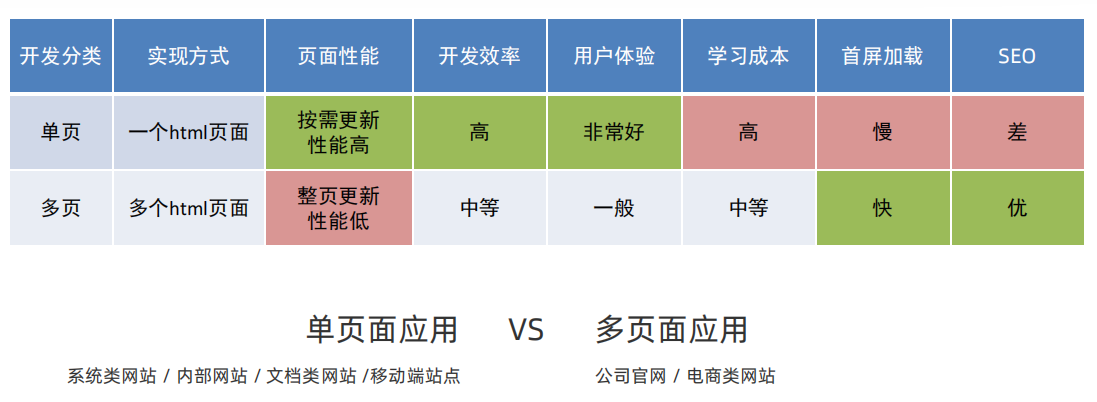 开发分类 实现方式 页面性能 开发效率 用户体验 学习成本 首屏加载 SEO
单页 一个html页面 按需更新 性能高 高 非常好 高 慢 差
多页 多个html页面 整页更新 性能低 中等 一般 中等 快 优
单页面应用 VS 多页面应用
系统类网站 / 内部网站 / 文档类网站 /移动端站点 公司官网 / 电商类网站